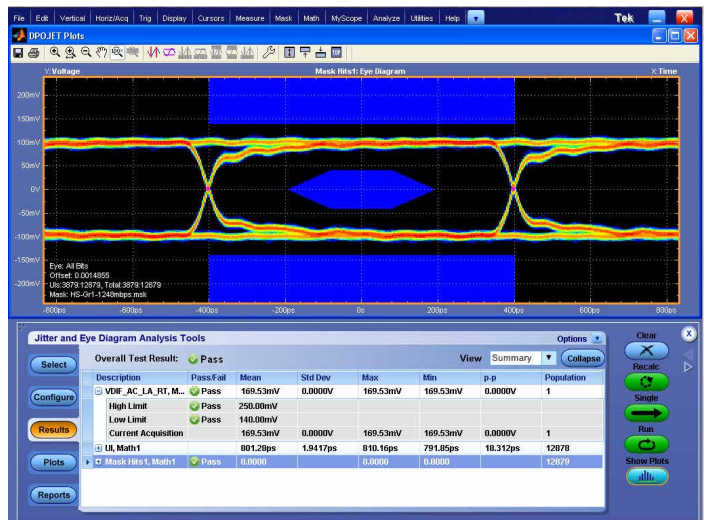 File Edit Vertical Horiz/Acq Trig Display Cursors Measure Mask Math MyScope Analyze Utilities Help Tek
DPOJET Plots
Y:Voltage Mask Hits1: Eye Diagram X:Time
200mV
150mV
100mV
50mV
0V
-50mV
-100mV
-150mV
-200mV
Eye: All Bits
Offset: 0.0014855
UIs:3879:12879, Total:3879:12879
Mask: HS-Gr1-1248mbps.msk
-800ps -600ps -400ps -200ps 0s 200ps 400ps 600ps 800ps
Jitter and Eye Diagram Analysis Tools Options Clear
Select Overall Test Result: Pass View Summary Collapse
Recalc
Description Pass/Fail Mean Std Dev Max Min p-p Population
Configure VDIF_AC_LA_RT, M... Pass 169.53mV 0.0000V 169.53mV 169.53mV 0.0000V 1
High Limit Pass 250.00mV
Single
Low Limit Pass 140.00mV
Results Current Acquisition 169.53mV 0.0000V 169.53mV 169.53mV 0.0000V 1
Run
UI, Math1 801.28ps 1.9417ps 810.16ps 791.85ps 18.312ps 12878
Plots Mask Hits1, Math1 Pass 0.0000 0.0000 0.0000 12879
Show Plots
Reports